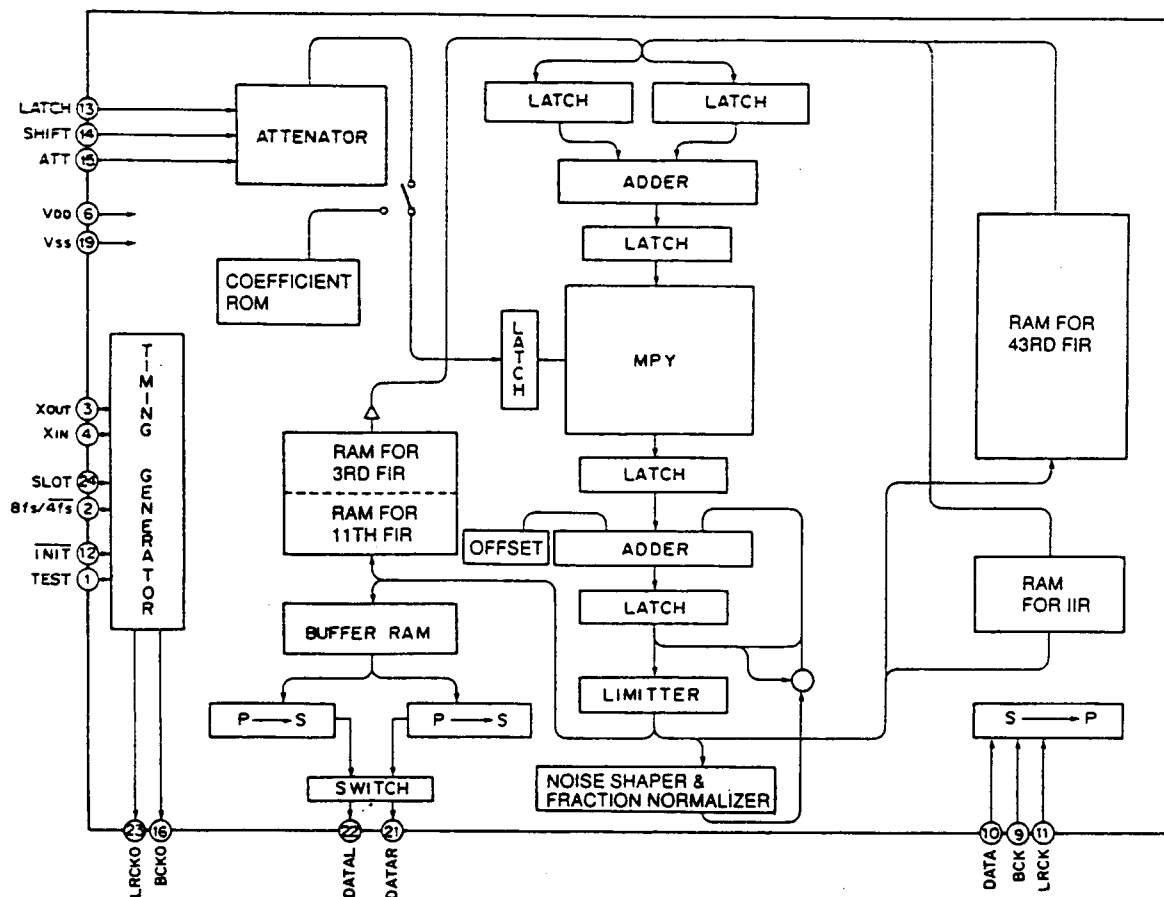 LATCH 13
SHIFT 14
ATT 15
VDD 6
VSS 19
ATTENATOR
COEFFICIENT
ROM
LATCH
LATCH
ADDER
LATCH
LATCH
MPY
RAM FOR
43RD FIR
TIMING GENERATOR
XOUT 3
XIN 4
SLOT 24
8fs/4fs 2
INIT 12
TEST 1
RAM FOR
3RD FIR
RAM FOR
11TH FIR
LATCH
OFFSET
ADDER
LATCH
RAM
FOR IIR
BUFFER RAM
LIMITTER
P S
P S
S P
SWITCH
NOISE SHAPER &
FRACTION NORMALIZER
23
16
22
21
10
9
11
LRCKO
BCKO
DATAL
DATAR
DATA
BCK
LRCK